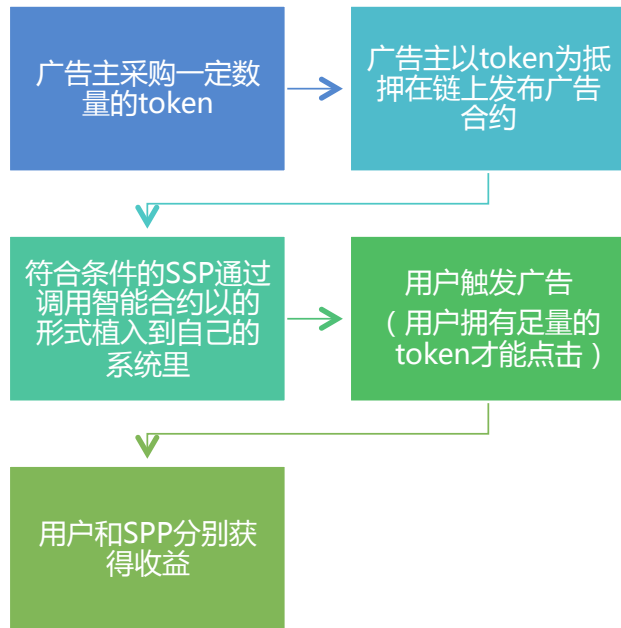 广告主采购一定数
量的token
广告主以token为抵
押在链上发布广告
合约
符合条件的SSP通过
调用智能合约以的
形式植入到自己的
系统里
用户触发广告
（用户拥有足量的
token才能点击）
用户和SPP分别获
得收益